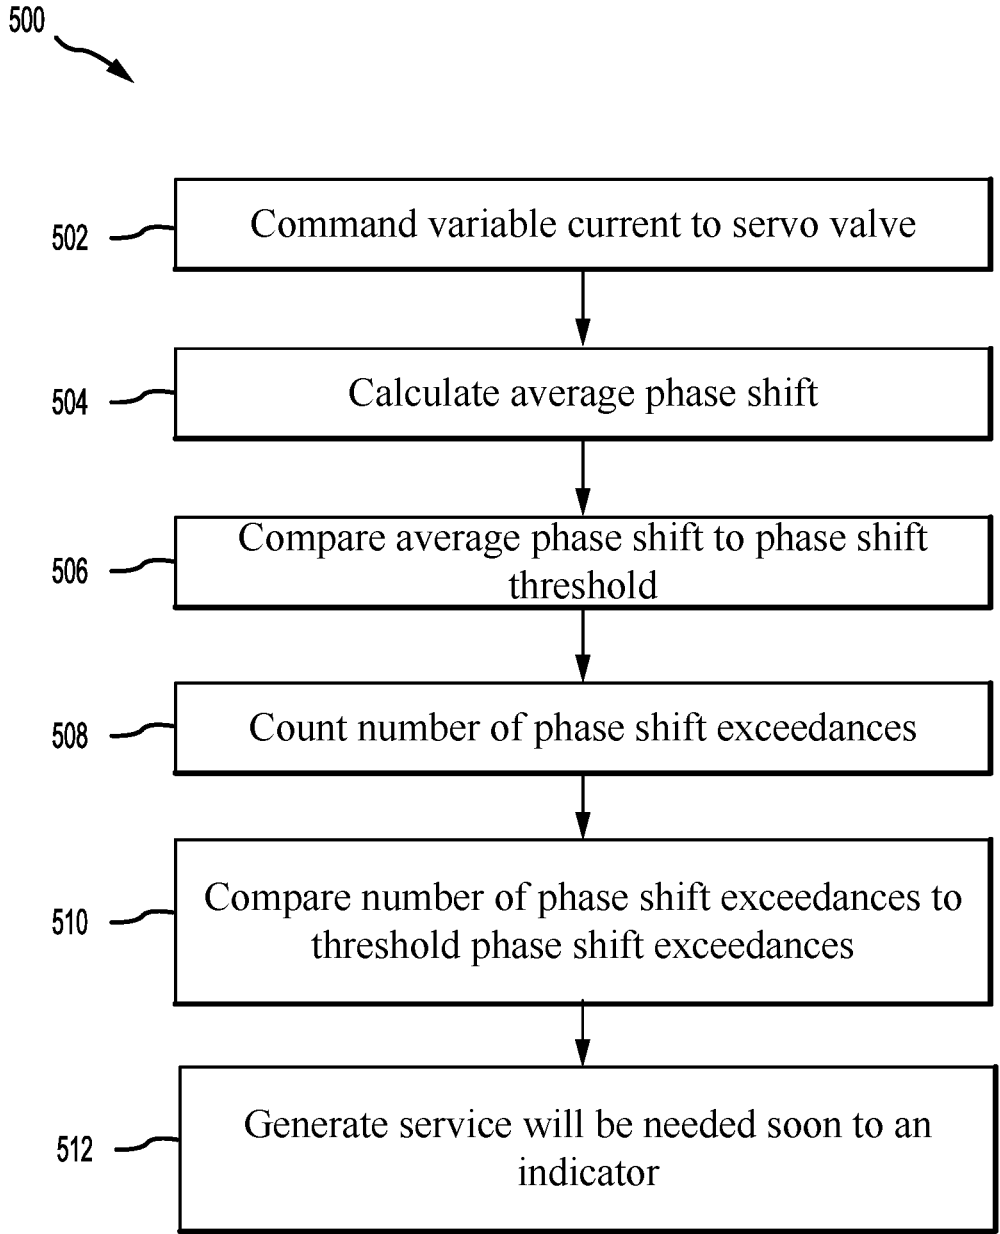 500
502
Command variable current to servo valve
504
Calculate average phase shift
506
Compare average phase shift to phase shift
threshold
508
Count number of phase shift exceedances
510
Compare number of phase shift exceedances to
threshold phase shift exceedances
512
Generate service will be needed soon to an
indicator